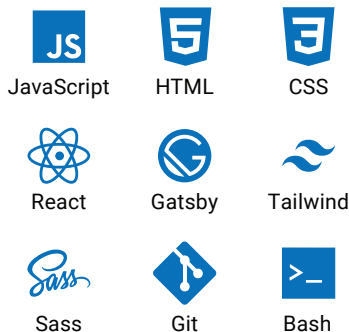 JS
5
3
JavaScript HTML CSS
G
React Gatsby Tailwind
Sass
>_
Sass Git Bash